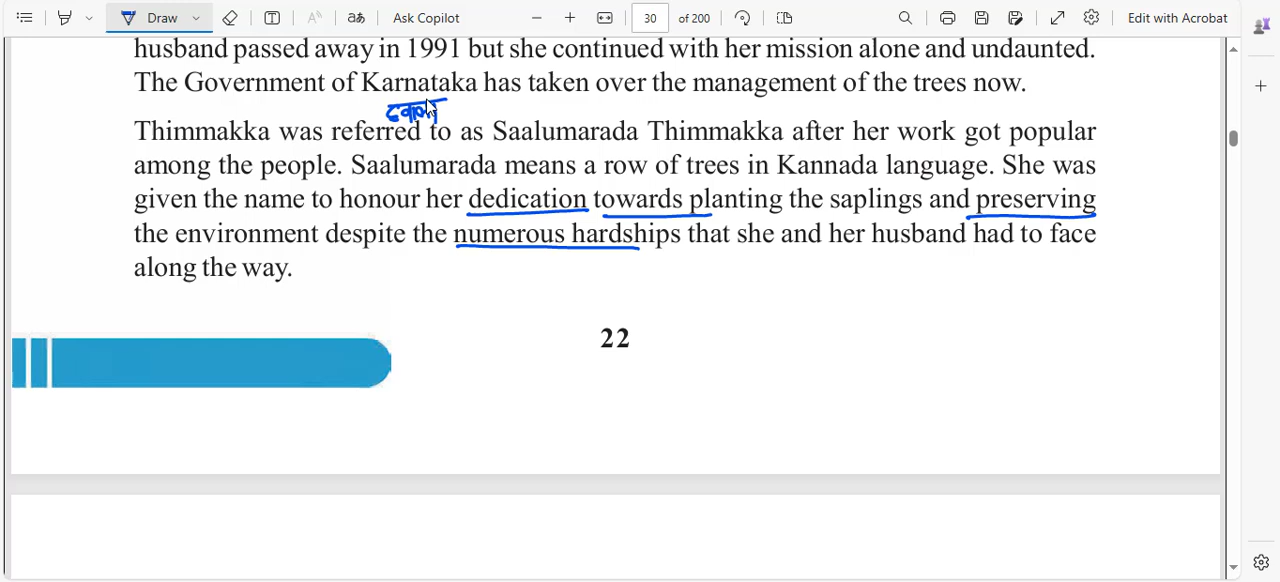 Draw
aあ
Ask Copilot
30
of 200
Edit with Acrobat
husband passed away in 1991 but she continued with her mission alone and undaunted.
The Government of Karnataka has taken over the management of the trees now.
Thimmakka was referred to as Saalumarada Thimmakka after her work got popular
among the people. Saalumarada means a row of trees in Kannada language. She was
given the name to honour her dedication towards planting the saplings and preserving
the environment despite the numerous hardships that she and her husband had to face
along the way.
22